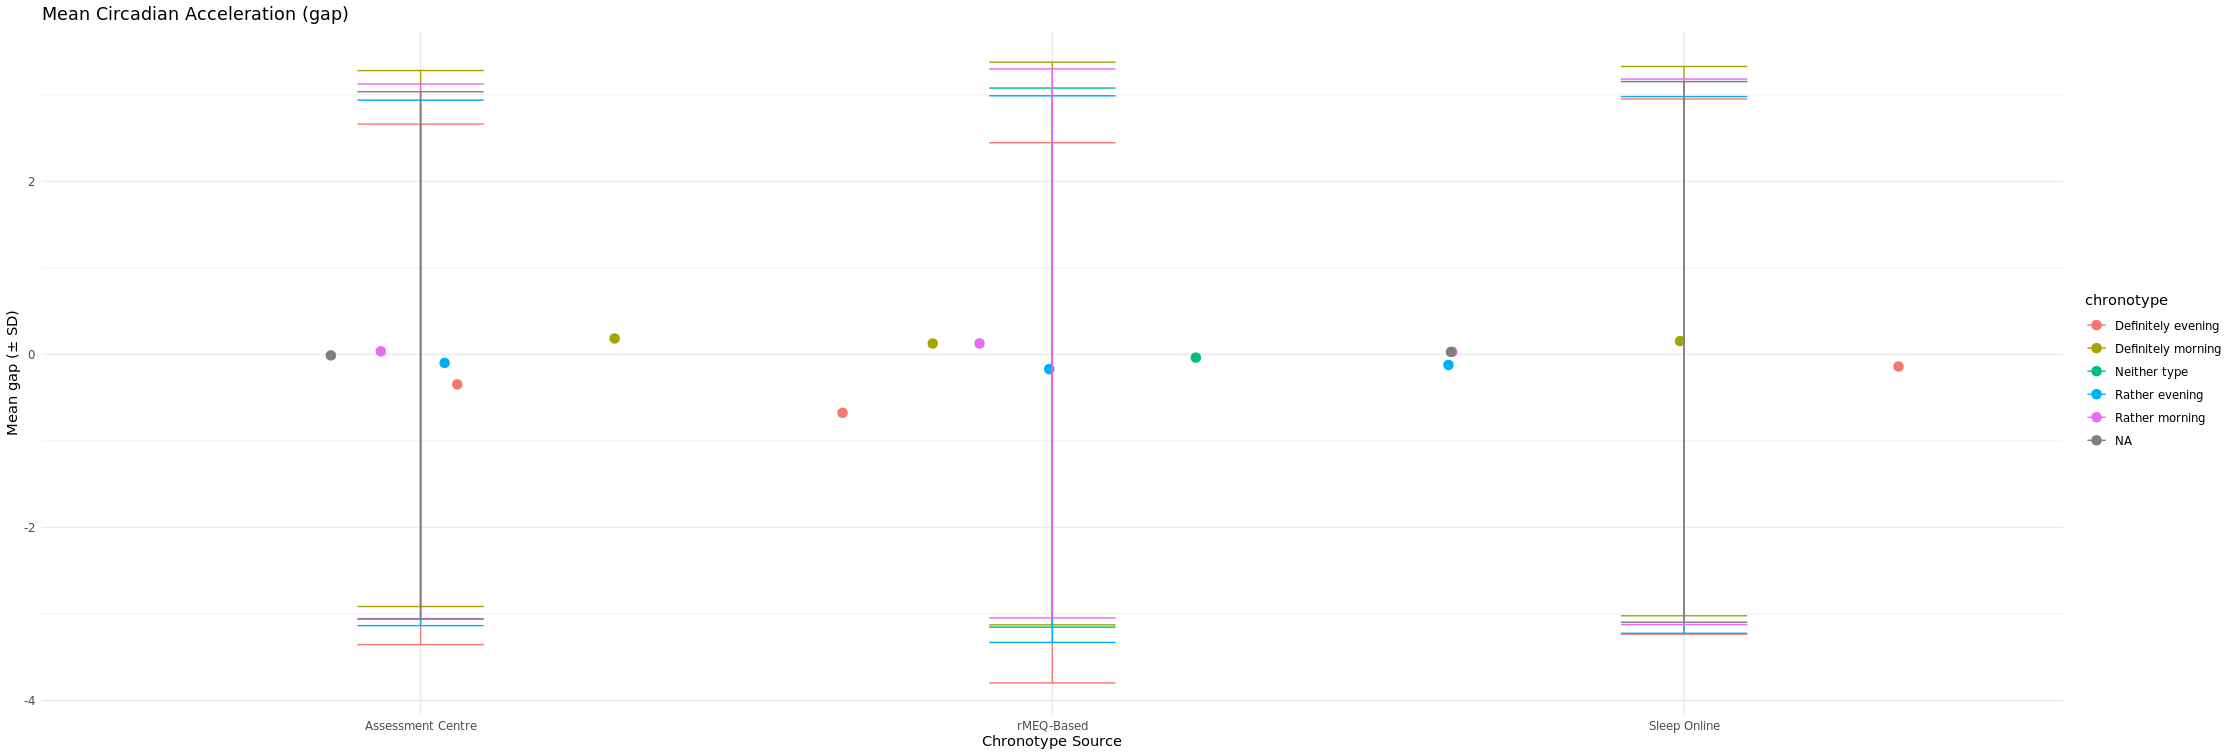 Mean Circadian Acceleration (gap)
Mean gap (± SD)
2
0
-2
-4
Assessment Centre
rMEQ-Based
Sleep Online
Chronotype Source
chronotype
Definitely evening
Definitely morning
Neither type
Rather evening
Rather morning
NA